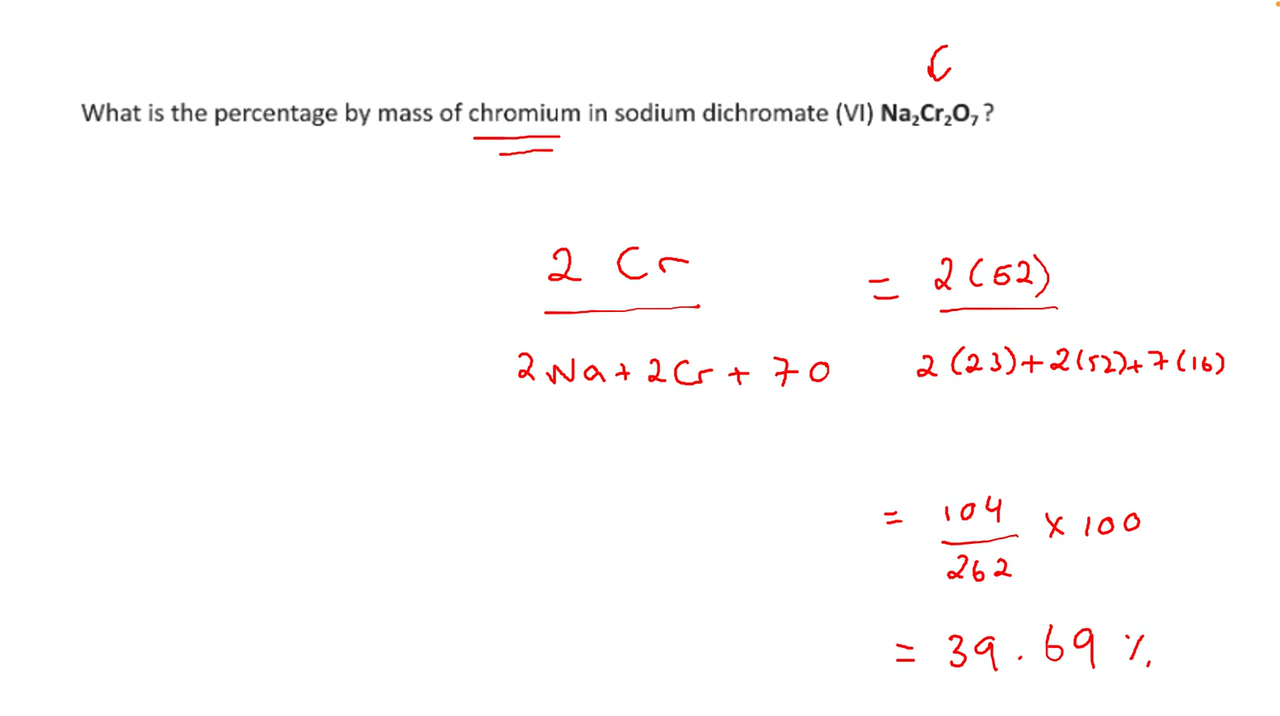 What is the percentage by mass of chromium in sodium dichromate (VI) Na₂Cr₂O₇ ?
2 Cr = 2(52)
2Na + 2Cr + 7O 2(23)+2(52)+7(16)
= 104 × 100
262
= 39.69 %